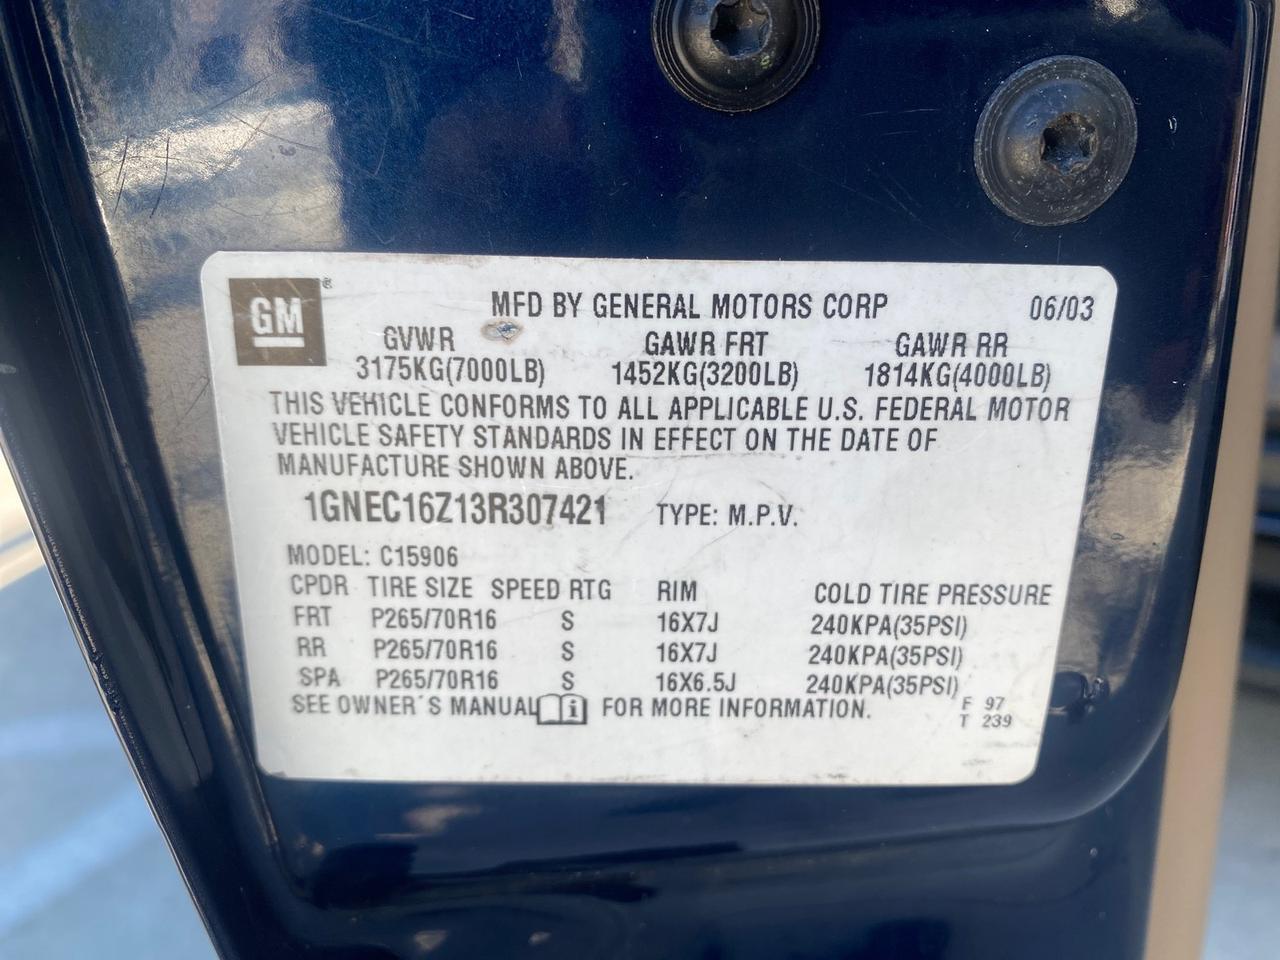 GM ®
MFD BY GENERAL MOTORS CORP 06/03
GVWR GAWR FRT GAWR RR
3175KG(7000LB) 1452KG(3200LB) 1814KG(4000LB)
THIS VEHICLE CONFORMS TO ALL APPLICABLE U.S. FEDERAL MOTOR
VEHICLE SAFETY STANDARDS IN EFFECT ON THE DATE OF
MANUFACTURE SHOWN ABOVE.
1GNEC16Z13R307421 TYPE: M.P.V.
MODEL: C15906
CPDR TIRE SIZE SPEED RTG RIM COLD TIRE PRESSURE
FRT P265/70R16 S 16X7J 240KPA(35PSI)
RR P265/70R16 S 16X7J 240KPA(35PSI)
SPA P265/70R16 S 16X6.5J 240KPA(35PSI)
SEE OWNER´S MANUAL i FOR MORE INFORMATION.
F 97
T 239